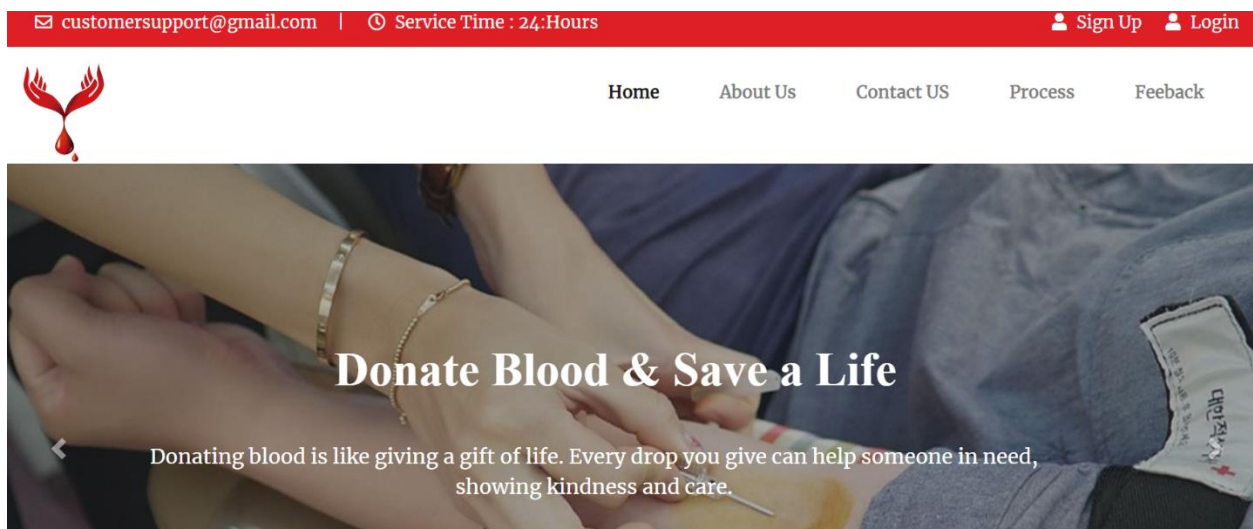 customersupport@gmail.com | Service Time : 24:Hours Sign Up Login
Home About Us Contact US Process Feeback
Donate Blood & Save a Life
Donating blood is like giving a gift of life. Every drop you give can help someone in need,
showing kindness and care.